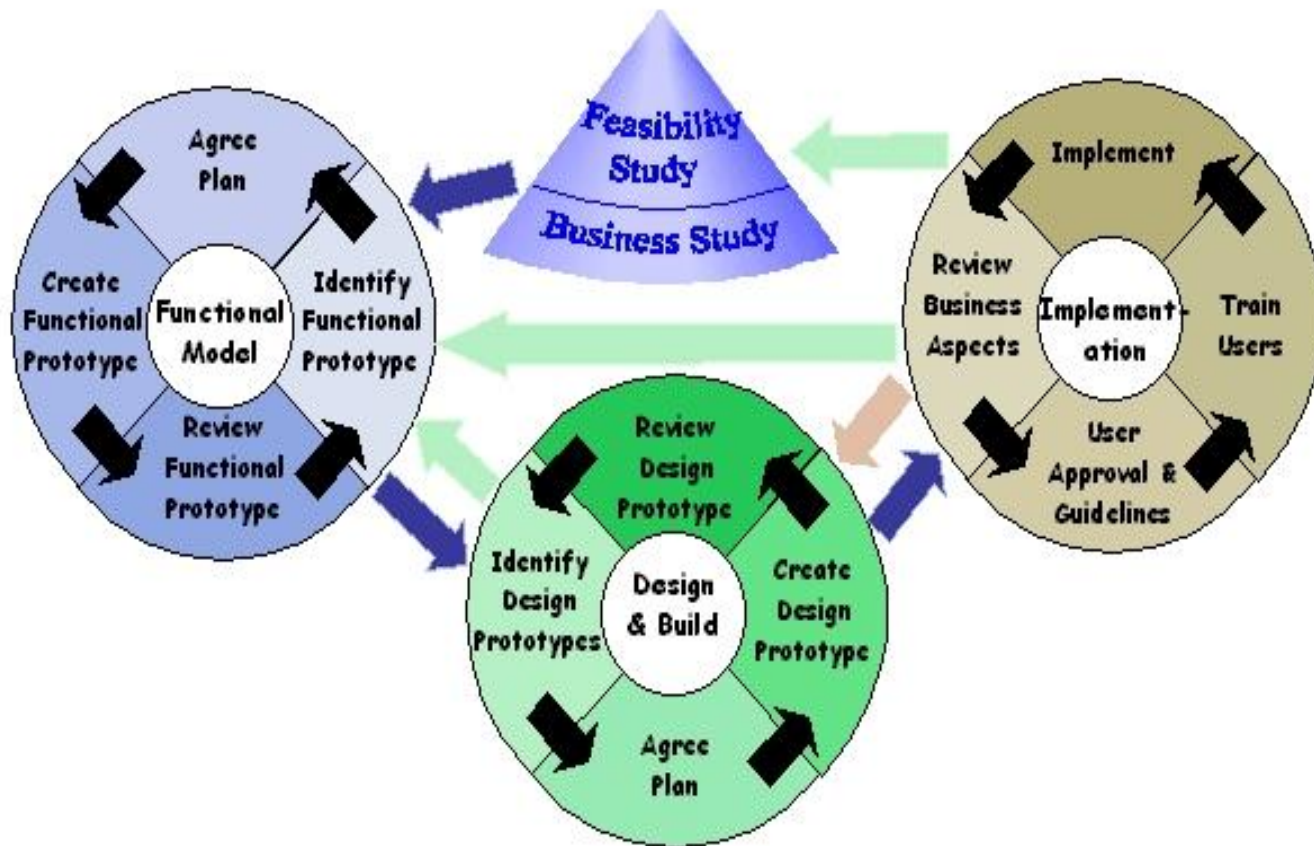 Feasibility
Study
Business Study
Agree
Plan
Create
Functional
Prototype
Functional
Model
Identify
Functional
Prototype
Review
Functional
Prototype
Review
Design
Prototype
Identify
Design
Prototypes
Design
& Build
Create
Design
Prototype
Agree
Plan
Implement
Review
Business
Aspects
Implement-
ation
Train
Users
User
Approval &
Guidelines